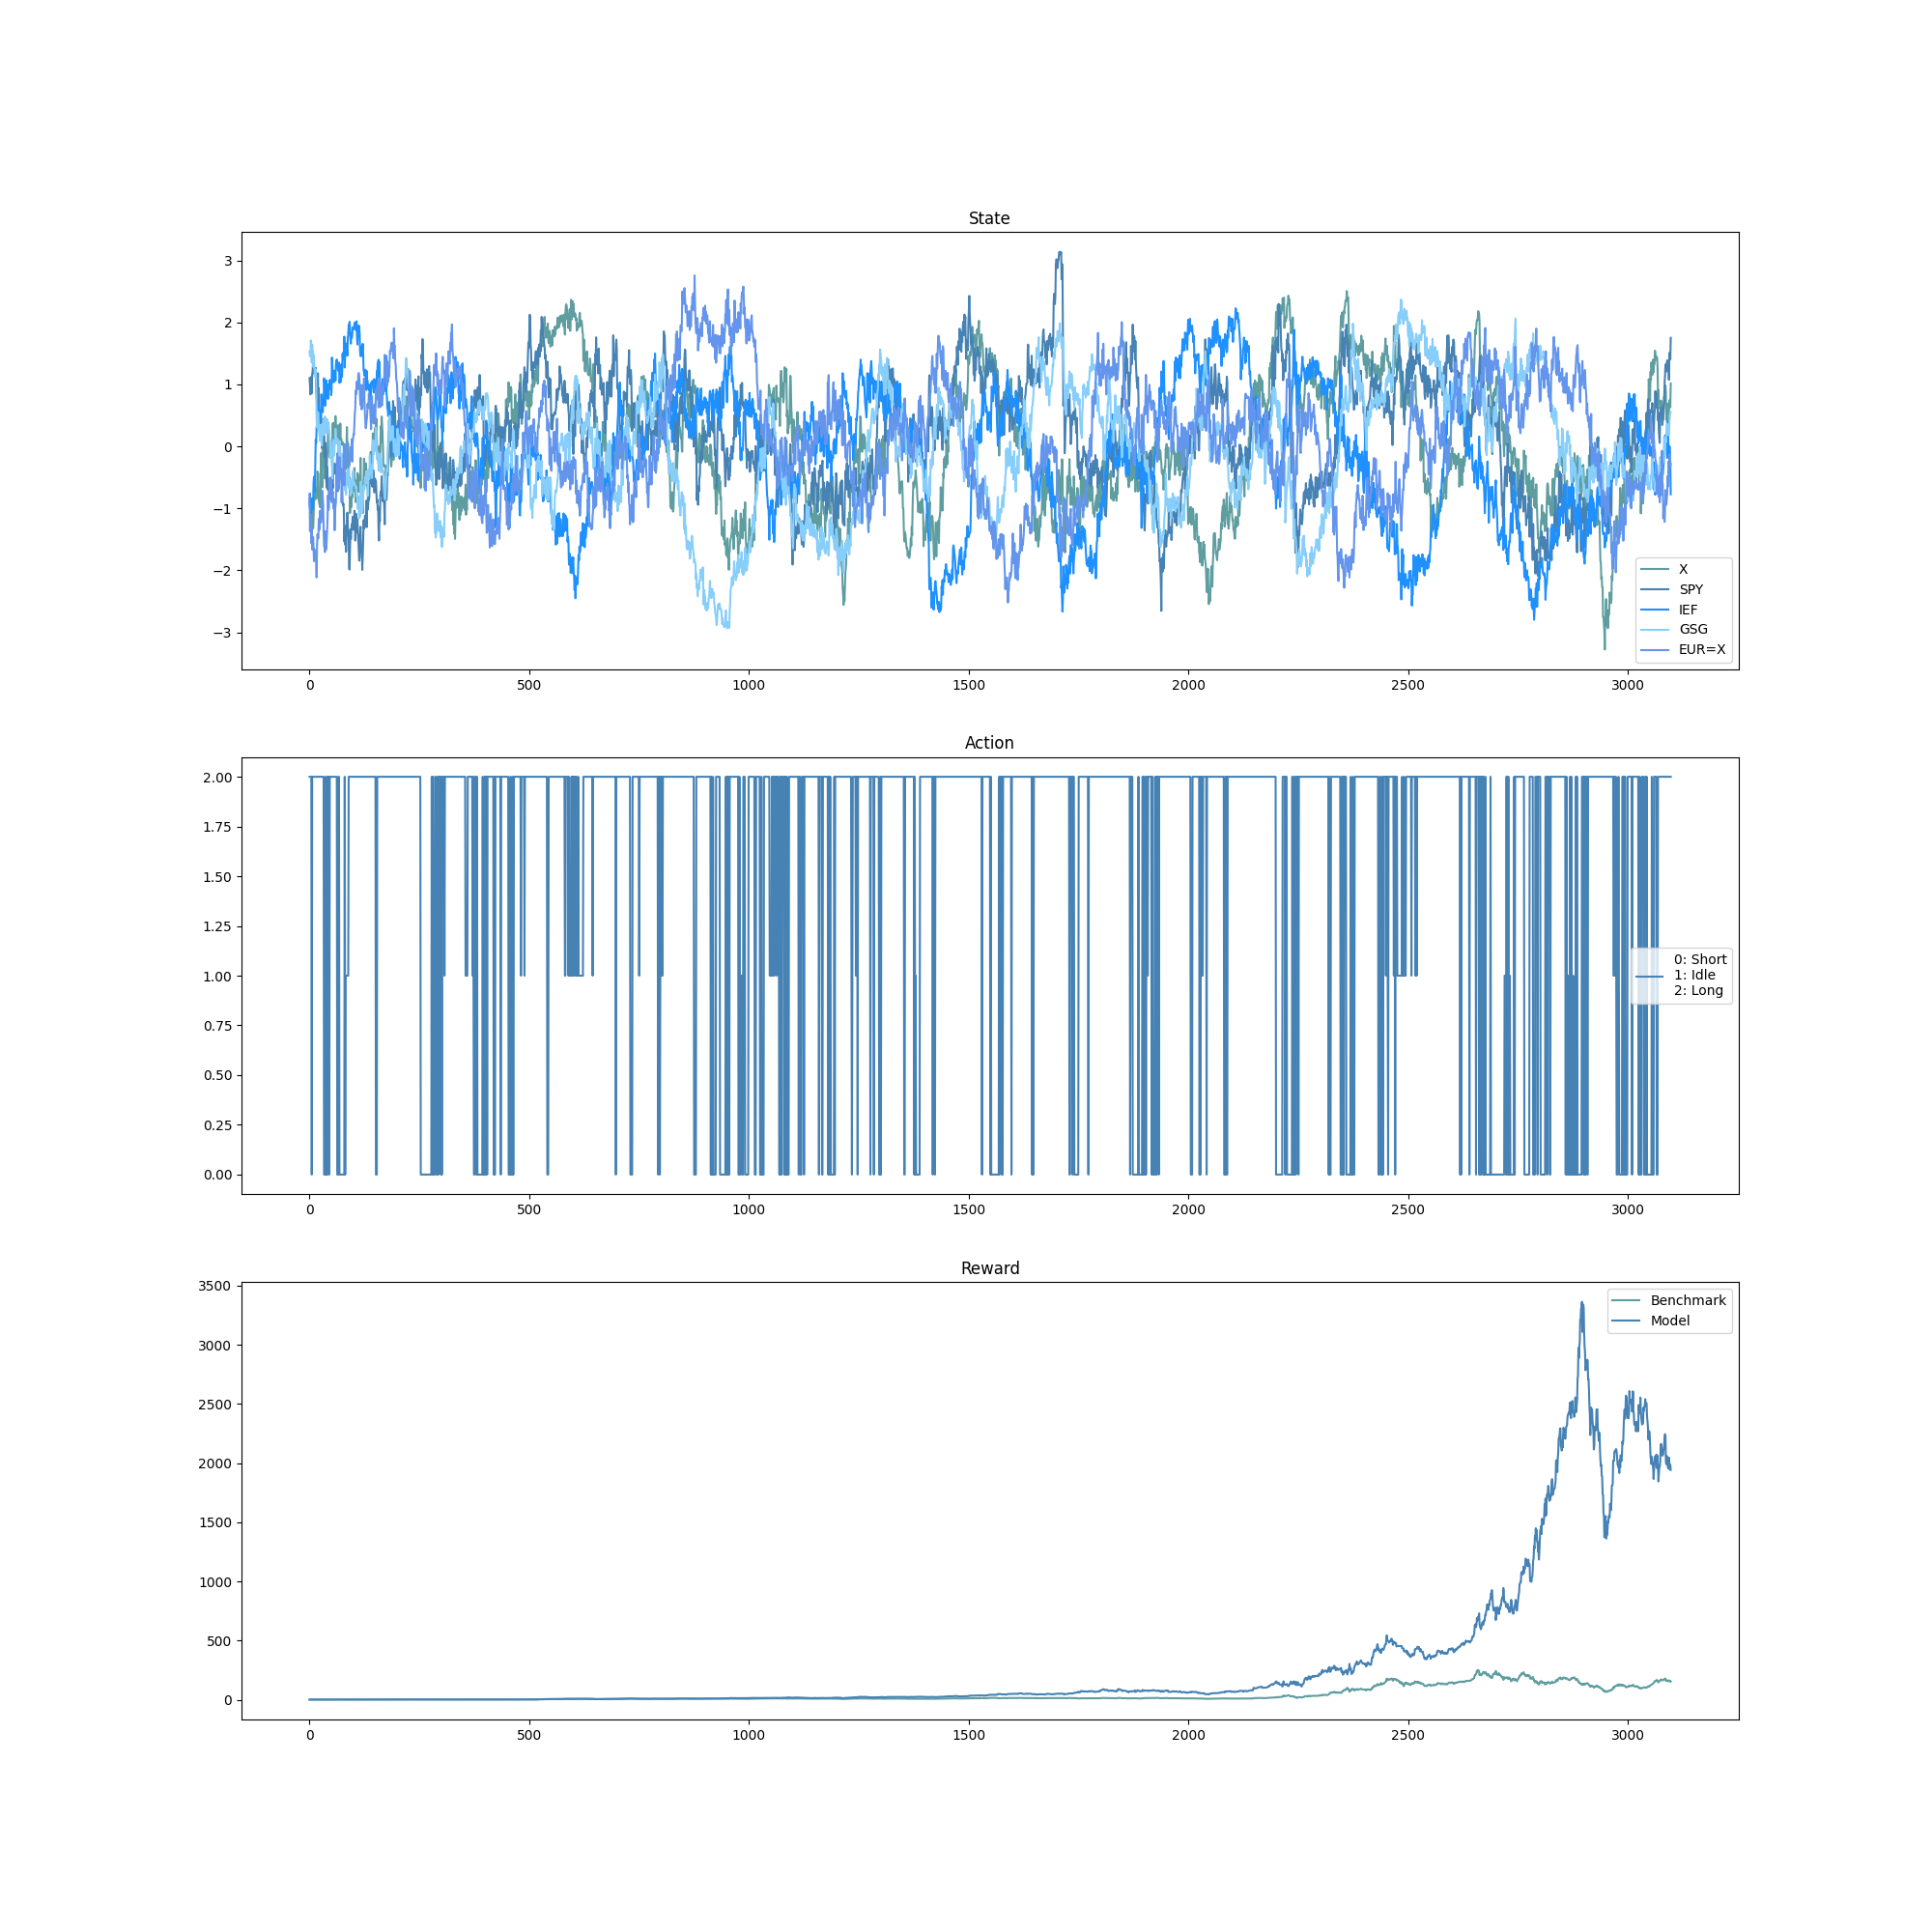 State
3
2
1
0
−1
−2
−3
X
SPY
IEF
GSG
EUR=X
0 500 1000 1500 2000 2500 3000
Action
2.00
1.75
1.50
1.25
1.00
0.75
0.50
0.25
0.00
0: Short
1: Idle
2: Long
0 500 1000 1500 2000 2500 3000
Reward
3500
3000
2500
2000
1500
1000
500
0
Benchmark
Model
0 500 1000 1500 2000 2500 3000